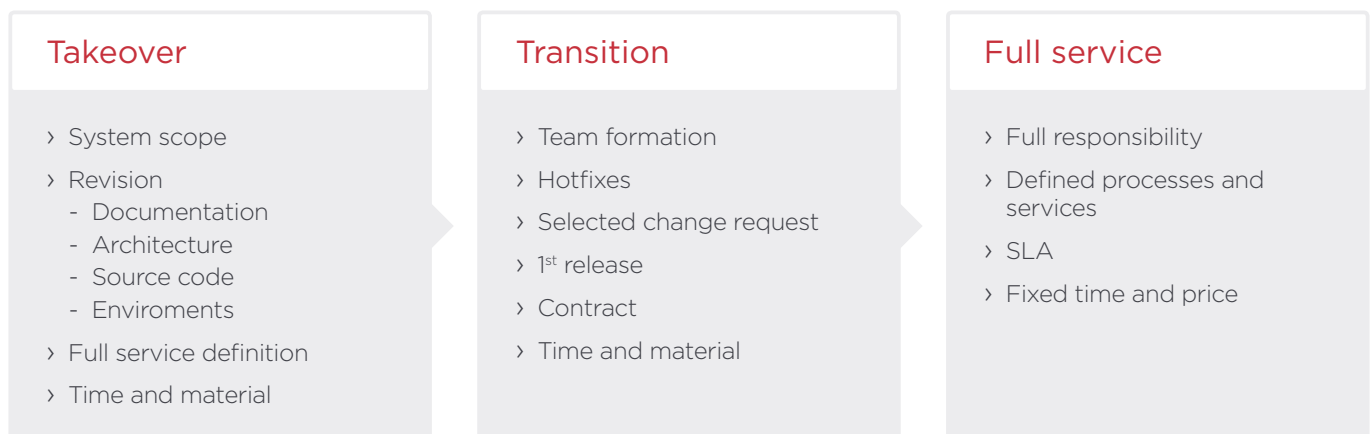 Takeover
› System scope
› Revision
- Documentation
- Architecture
- Source code
- Enviroments
› Full service definition
› Time and material
Transition
› Team formation
› Hotfixes
› Selected change request
› 1st release
› Contract
› Time and material
Full service
› Full responsibility
› Defined processes and
services
› SLA
› Fixed time and price